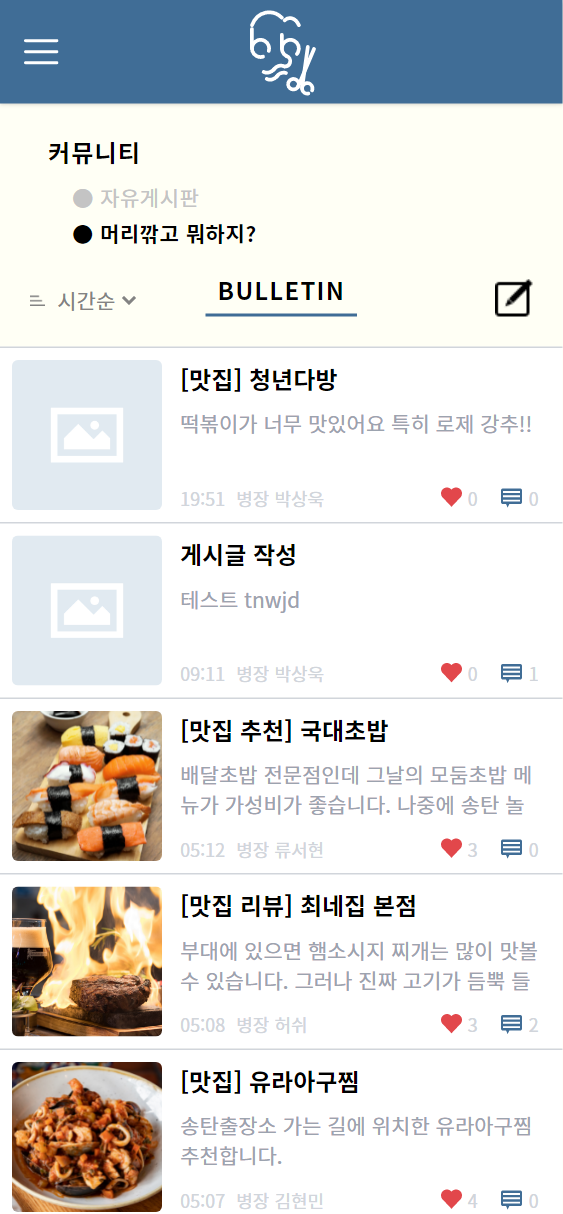 커뮤니티
자유게시판
머리깎고 뭐하지?
시간순
BULLETIN
[맛집] 청년다방
떡볶이가 너무 맛있어요 특히 로제 강추!!
19:51 병장 박상욱
0
0
게시글 작성
테스트 tnwjd
09:11 병장 박상욱
0
1
[맛집 추천] 국대초밥
배달초밥 전문점인데 그날의 모둠초밥 메
뉴가 가성비가 좋습니다. 나중에 송탄 놀
05:12 병장 류서현
3
0
[맛집 리뷰] 최네집 본점
부대에 있으면 햄소시지 찌개는 많이 맛볼
수 있습니다. 그러나 진짜 고기가 듬뿍 들
05:08 병장 허쉬
3
2
[맛집] 유라아구찜
송탄출장소 가는 길에 위치한 유라아구찜
추천합니다.
05:07 병장 김현민
4
0